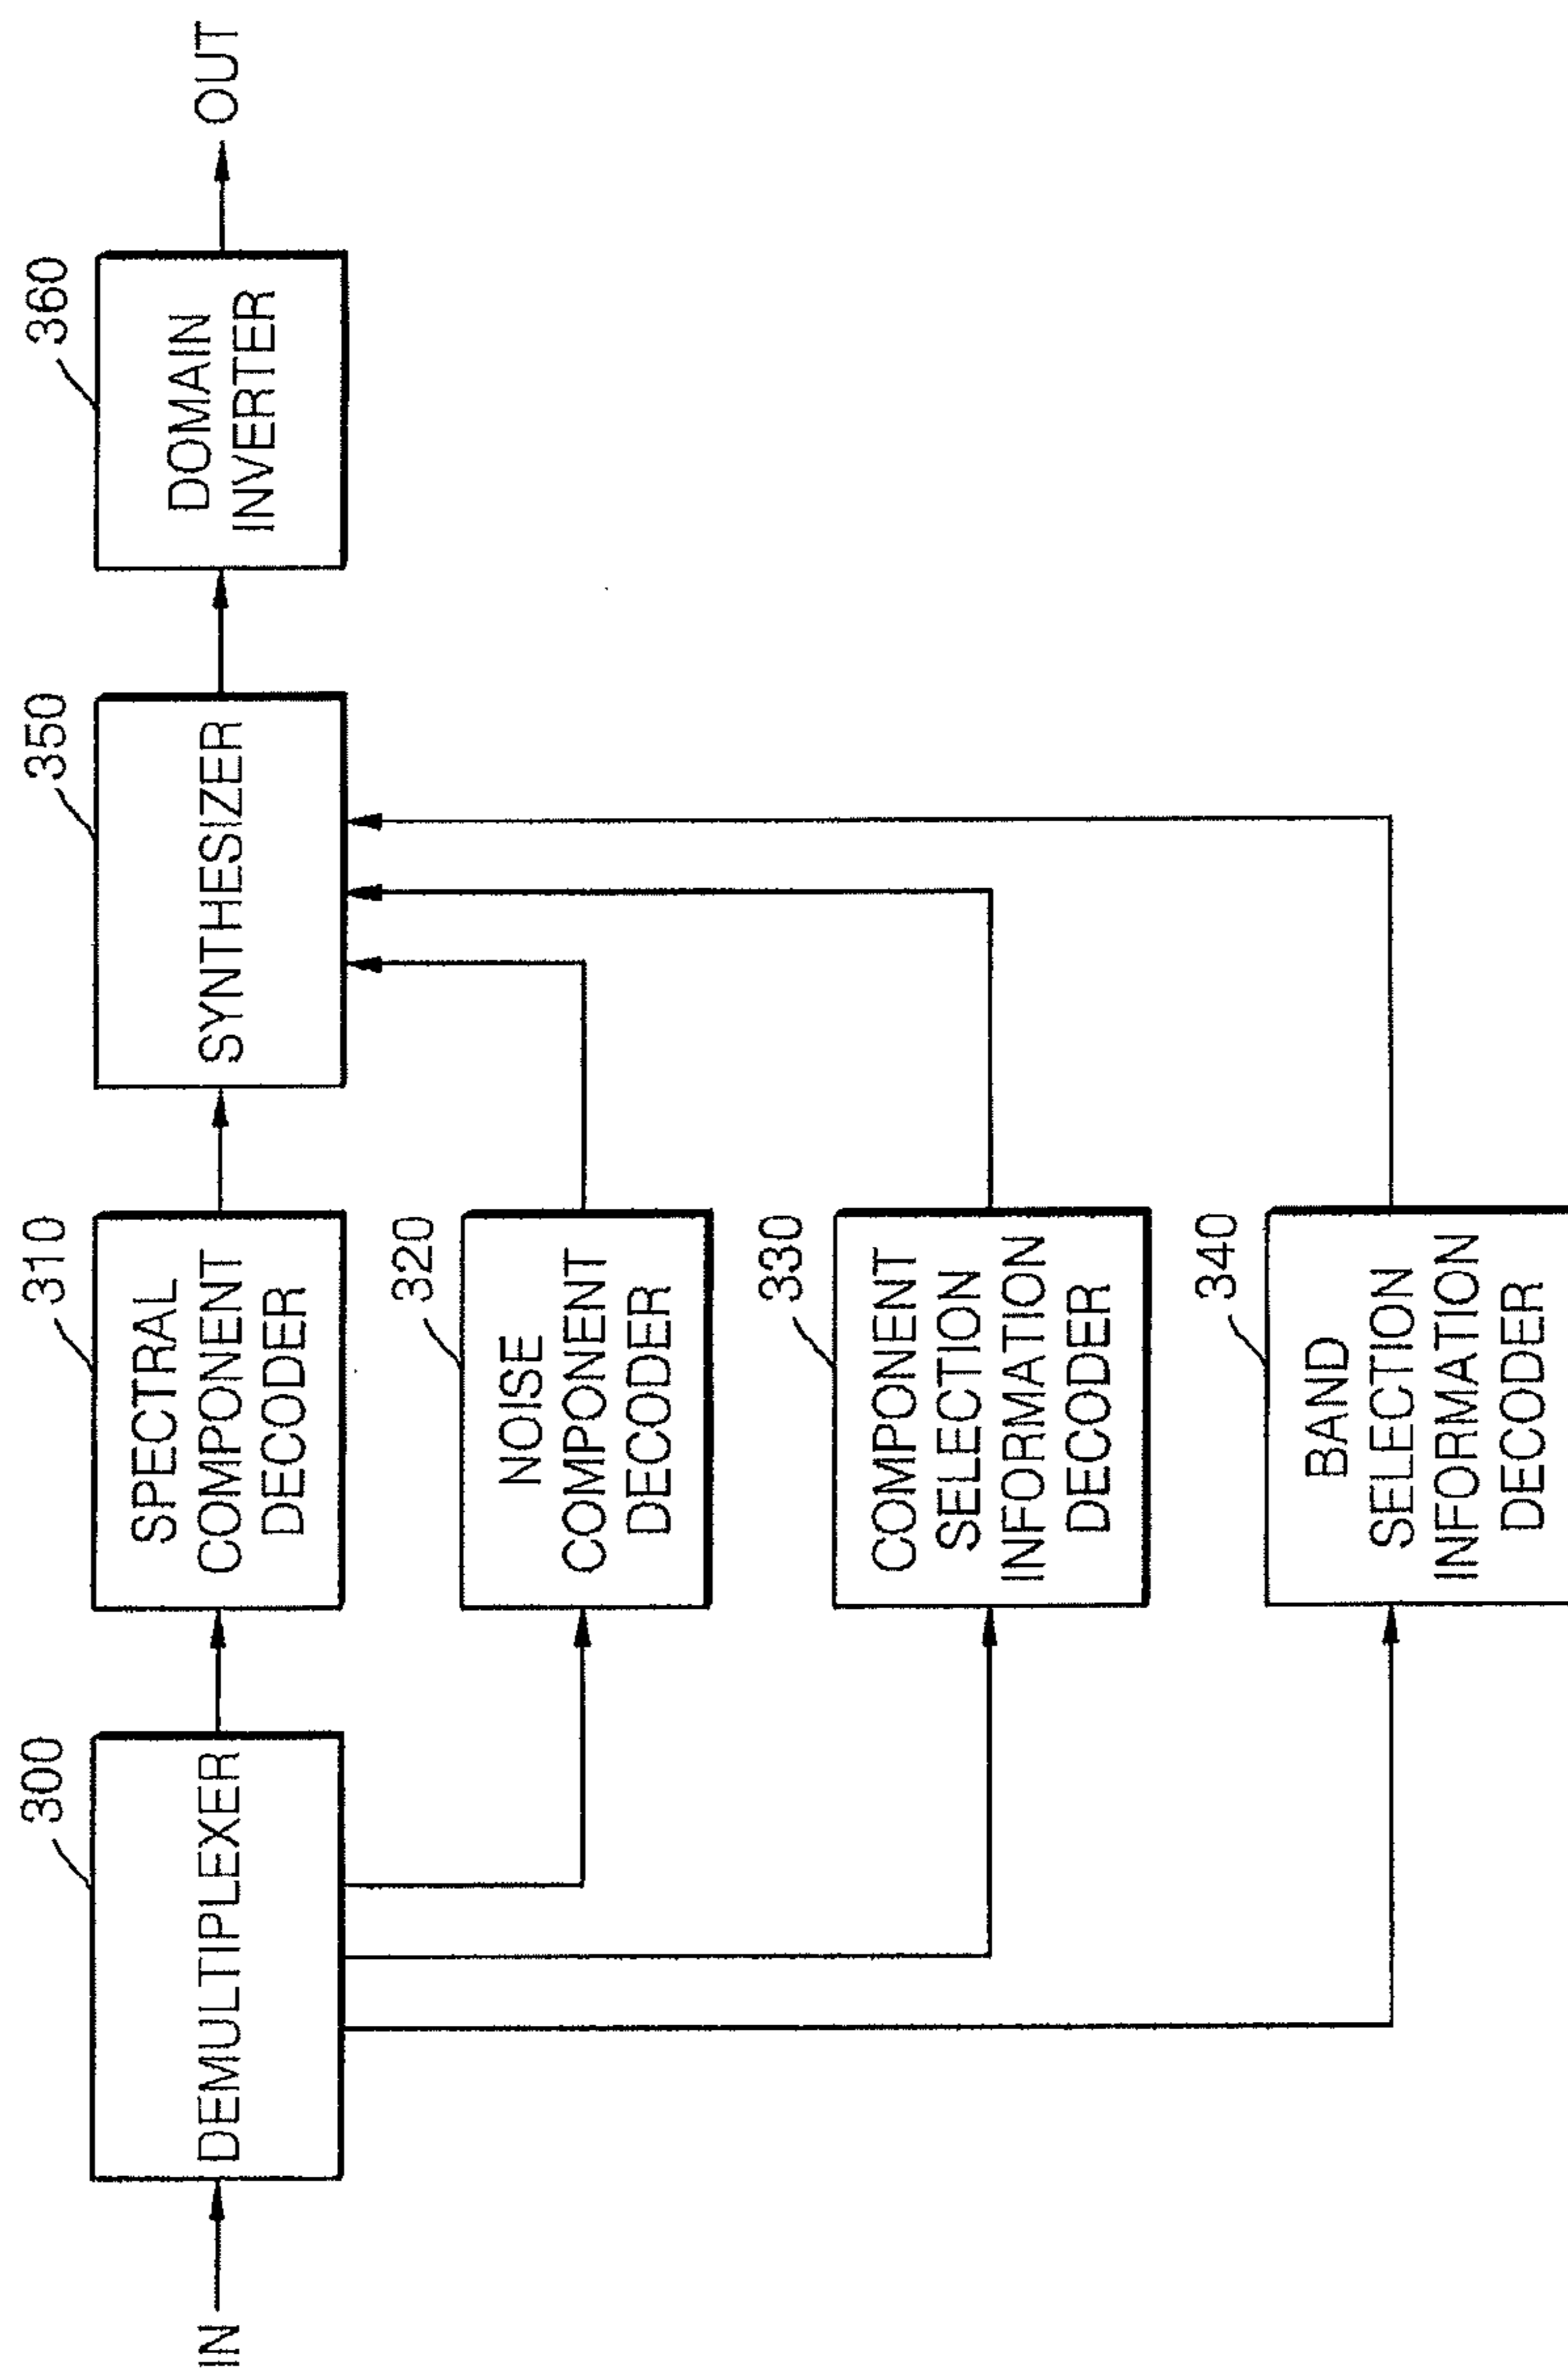 IN
300
DEMULTIPLEXER
310
SPECTRAL
COMPONENT
DECODER
320
NOISE
COMPONENT
DECODER
330
COMPONENT
SELECTION
INFORMATION
DECODER
340
BAND
SELECTION
INFORMATION
DECODER
350
SYNTHESIZER
360
DOMAIN
INVERTER
OUT